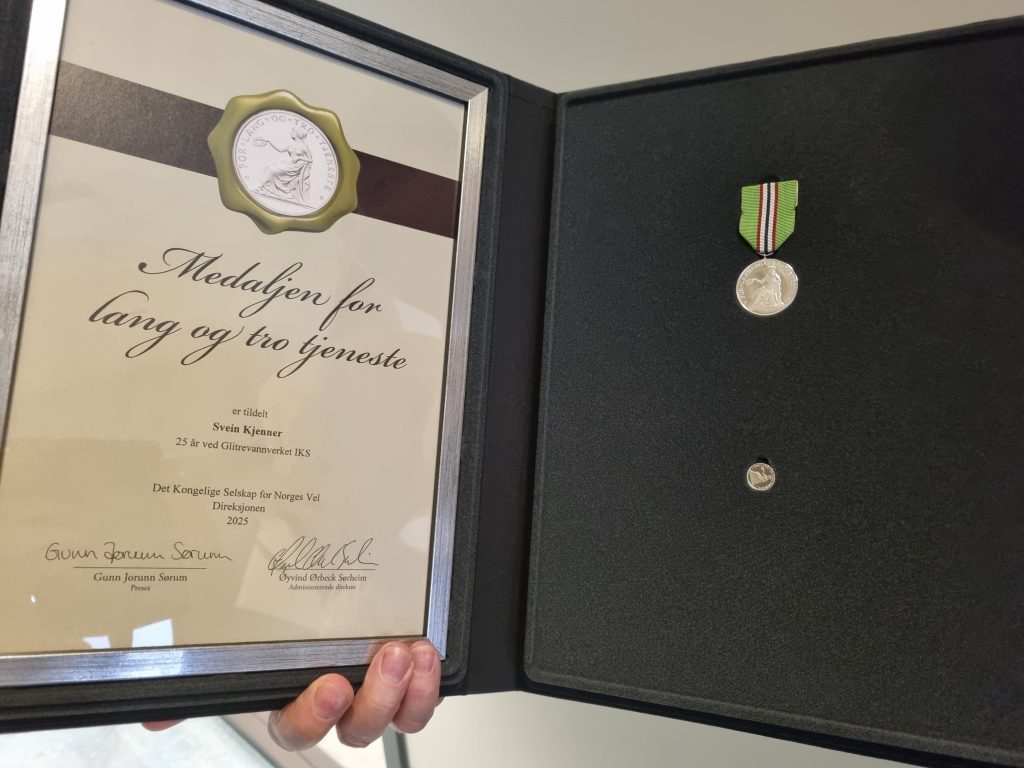 FOR LANG OG TRO TJENESTE
Medaljen for
lang og tro tjeneste
er tildelt
Svein Kjenner
25 år ved Glitrevannverket IKS
Det Kongelige Selskap for Norges Vel
Direksjonen
2025
Gunn Jorunn Sørum
Gunn Jorunn Sørum
Preses
Øyvind Ørbeck Sørheim
Administrerende direktør